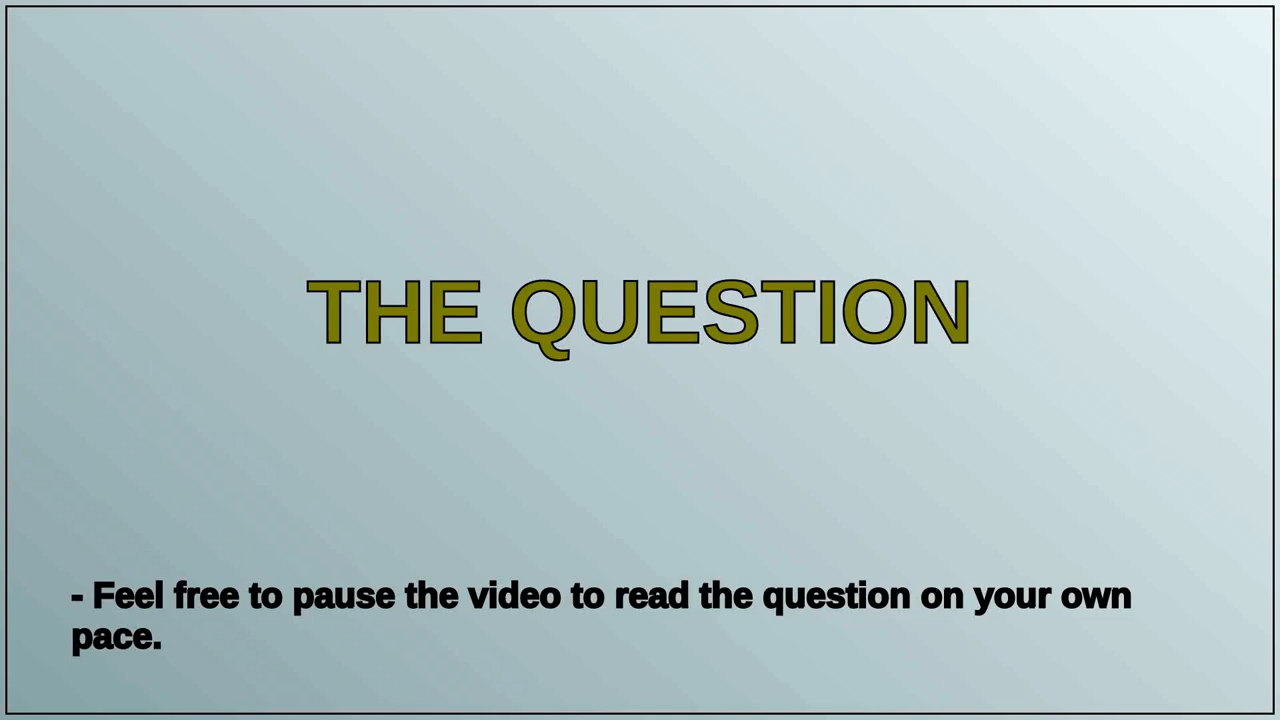 THE QUESTION
- Feel free to pause the video to read the question on your own
pace.